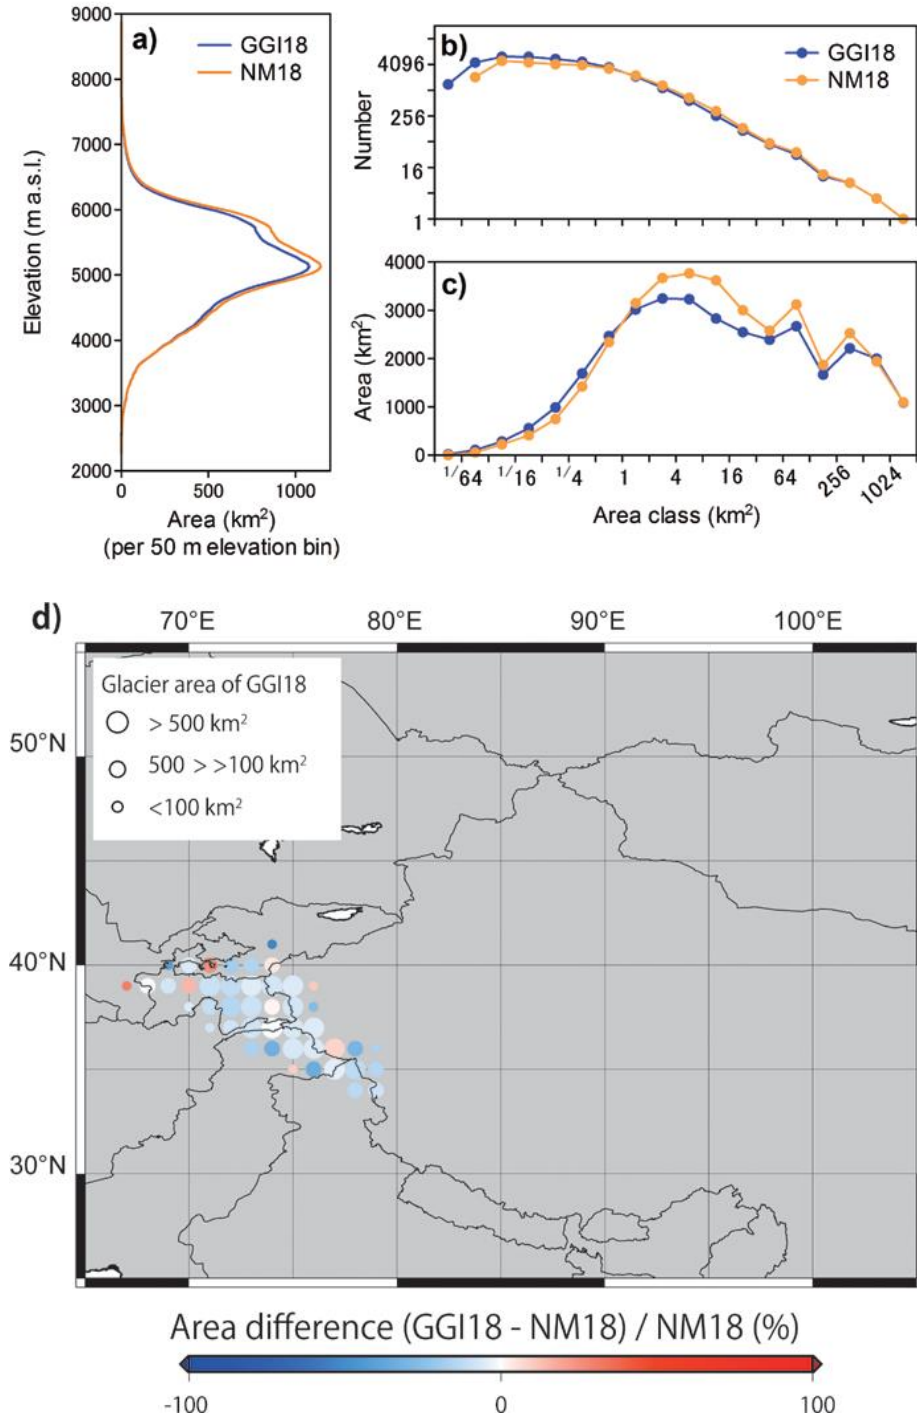 a)
GGI18
NM18
9000
8000
7000
6000
5000
4000
3000
2000
Elevation (m a.s.l.)
0 500 1000
Area (km²)
(per 50 m elevation bin)
b)
GGI18
NM18
4096
256
16
1
Number
c)
4000
3000
2000
1000
0
Area (km²)
1/64 1/16 1/4 1 4 16 64 256 1024
Area class (km²)
d)
70°E 80°E 90°E 100°E
Glacier area of GGI18
> 500 km²
500 > >100 km²
<100 km²
50°N
40°N
30°N
Area difference (GGI18 - NM18) / NM18 (%)
-100 0 100